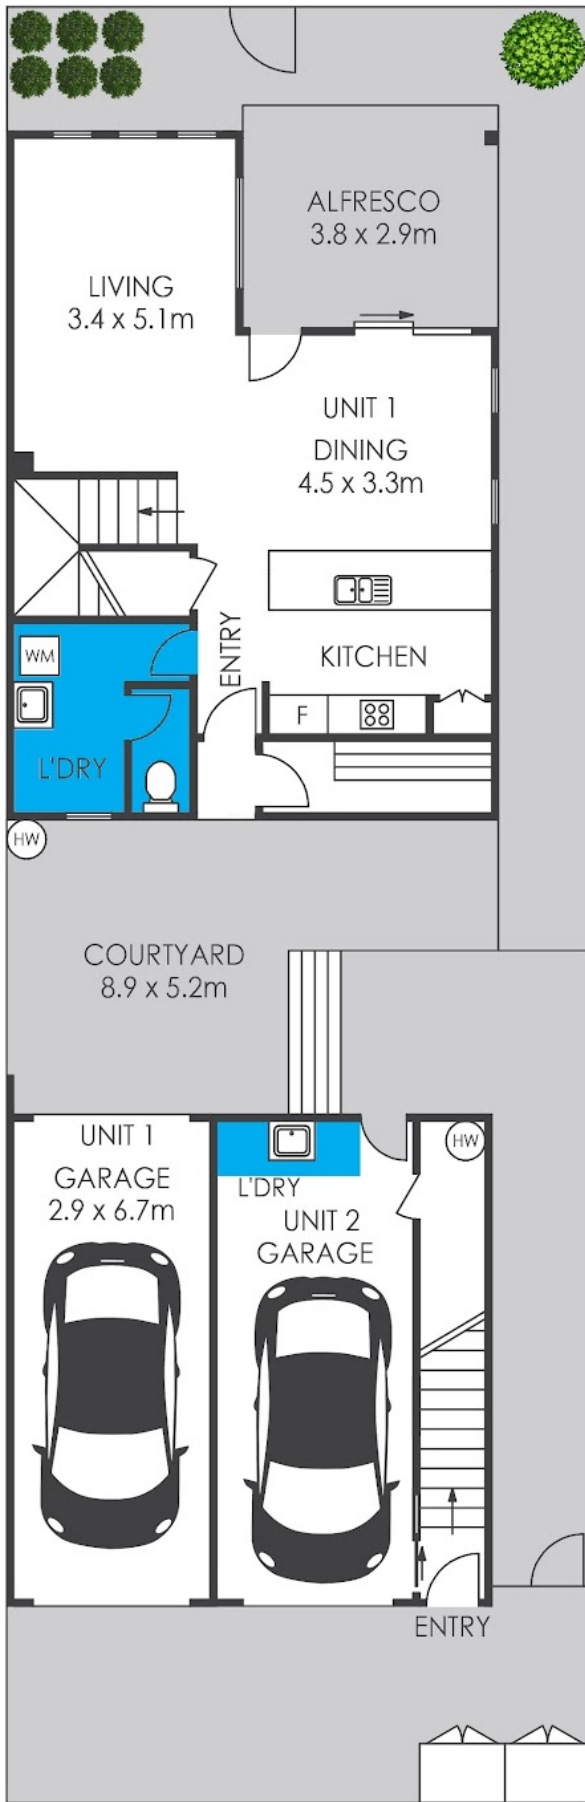 ALFRESCO
3.8 x 2.9m
LIVING
3.4 x 5.1m
UNIT 1
DINING
4.5 x 3.3m
ENTRY
KITCHEN
WM
F
L'DRY
HW
COURTYARD
8.9 x 5.2m
UNIT 1
GARAGE
2.9 x 6.7m
HW
L'DRY
UNIT 2
GARAGE
ENTRY